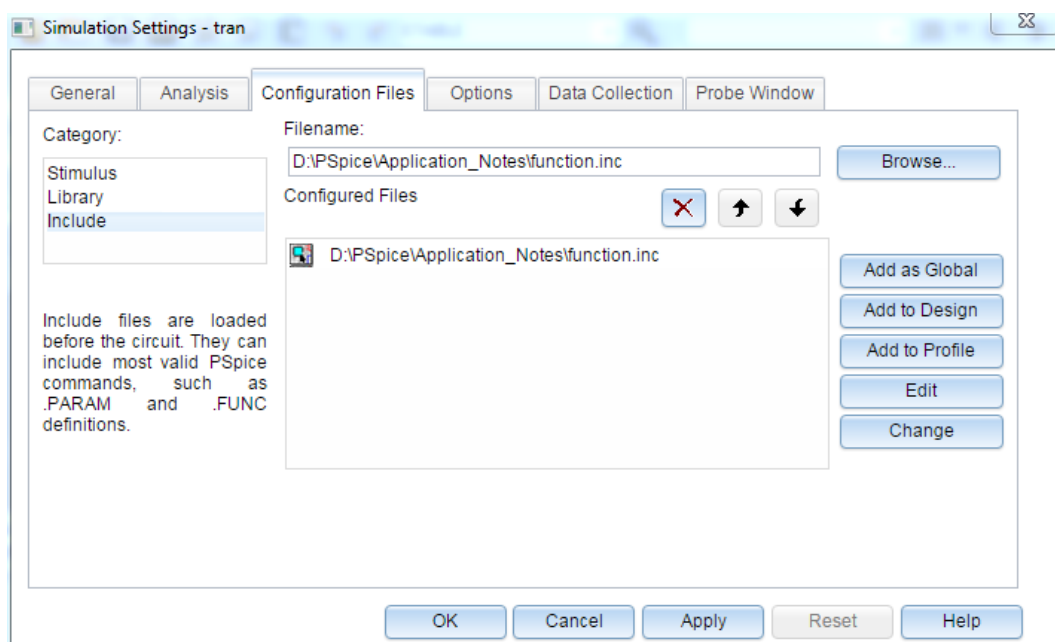 Simulation Settings - tran
General
Analysis
Configuration Files
Options
Data Collection
Probe Window
Category:
Stimulus
Library
Include
Include files are loaded
before the circuit. They can
include most valid PSpice
commands, such as
.PARAM and .FUNC
definitions.
Filename:
D:\PSpice\Application_Notes\function.inc
Browse...
Configured Files
D:\PSpice\Application_Notes\function.inc
Add as Global
Add to Design
Add to Profile
Edit
Change
OK
Cancel
Apply
Reset
Help